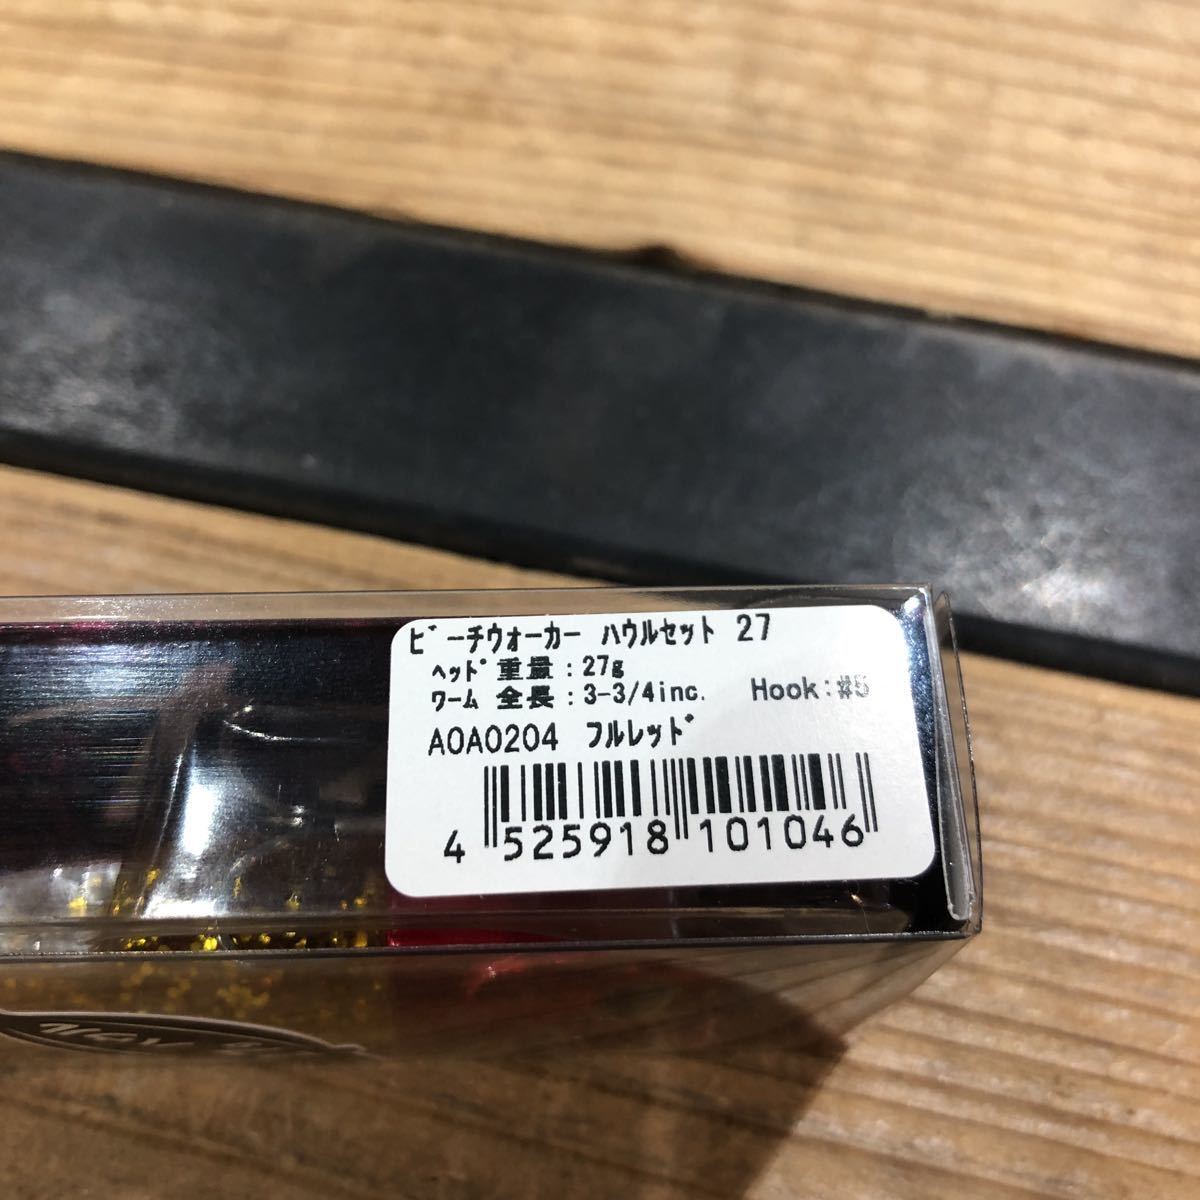 ﾋﾞｰﾁｳｫｰｶｰ ﾊｳﾙｾｯﾄ 27
ﾍｯﾄﾞ重量:27g
ﾜｰﾑ 全長:3-3/4inc. Hook:#5
AOA0204 ﾌﾙﾚｯﾄﾞ
4 525918 101046